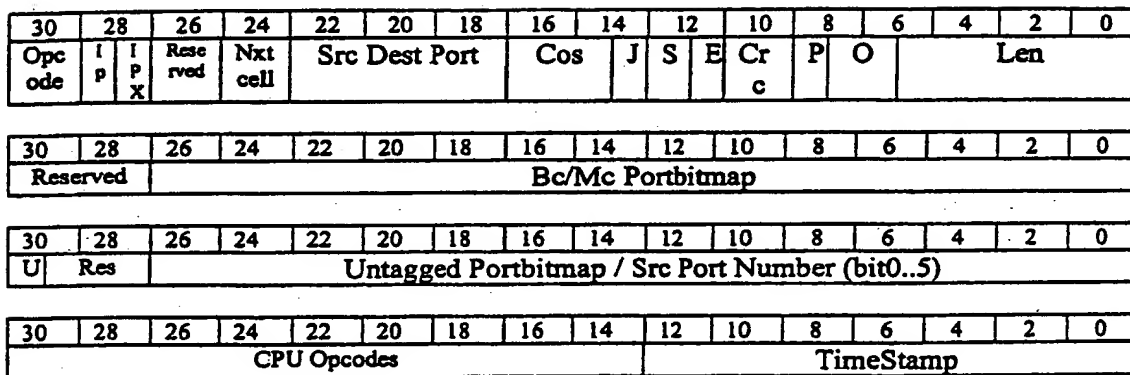 30 28 26 24 22 20 18 16 14 12 10 8 6 4 2 0
Opc ode I p I P X Rese rved Nxt cell Src Dest Port Cos J S E Cr c P O Len
30 28 26 24 22 20 18 16 14 12 10 8 6 4 2 0
Reserved Bc/Mc Portbitmap
30 28 26 24 22 20 18 16 14 12 10 8 6 4 2 0
U Res Untagged Portbitmap / Src Port Number (bit0..5)
30 28 26 24 22 20 18 16 14 12 10 8 6 4 2 0
CPU Opcodes TimeStamp